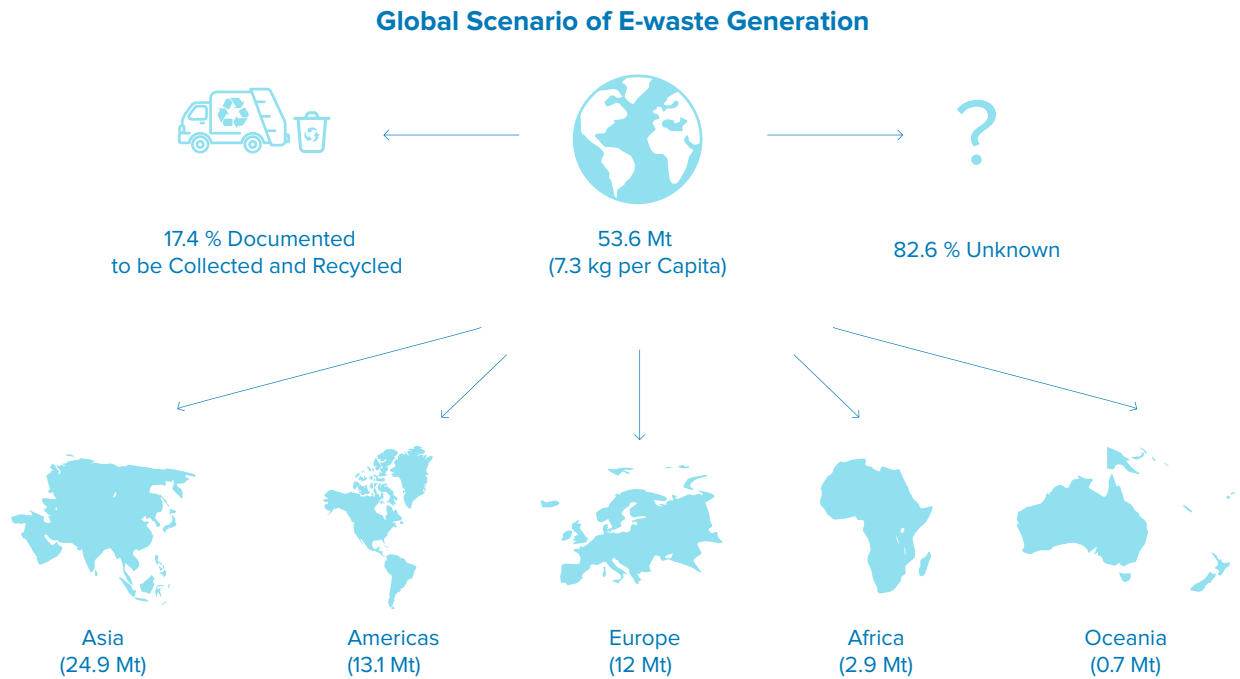 Global Scenario of E-waste Generation
17.4 % Documented
to be Collected and Recycled
53.6 Mt
(7.3 kg per Capita)
82.6 % Unknown
Asia
(24.9 Mt)
Americas
(13.1 Mt)
Europe
(12 Mt)
Africa
(2.9 Mt)
Oceania
(0.7 Mt)